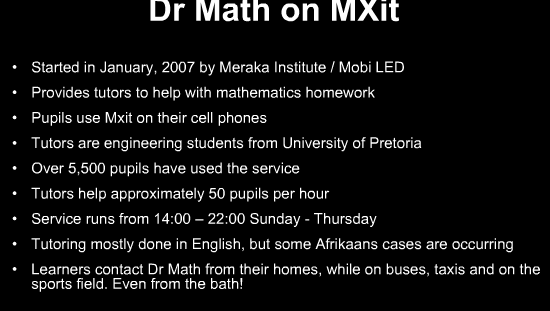 Dr Math on MXit
• Started in January, 2007 by Meraka Institute / Mobi LED
• Provides tutors to help with mathematics homework
• Pupils use Mxit on their cell phones
• Tutors are engineering students from University of Pretoria
• Over 5,500 pupils have used the service
• Tutors help approximately 50 pupils per hour
• Service runs from 14:00 – 22:00 Sunday - Thursday
• Tutoring mostly done in English, but some Afrikaans cases are occurring
• Learners contact Dr Math from their homes, while on buses, taxis and on the
sports field. Even from the bath!